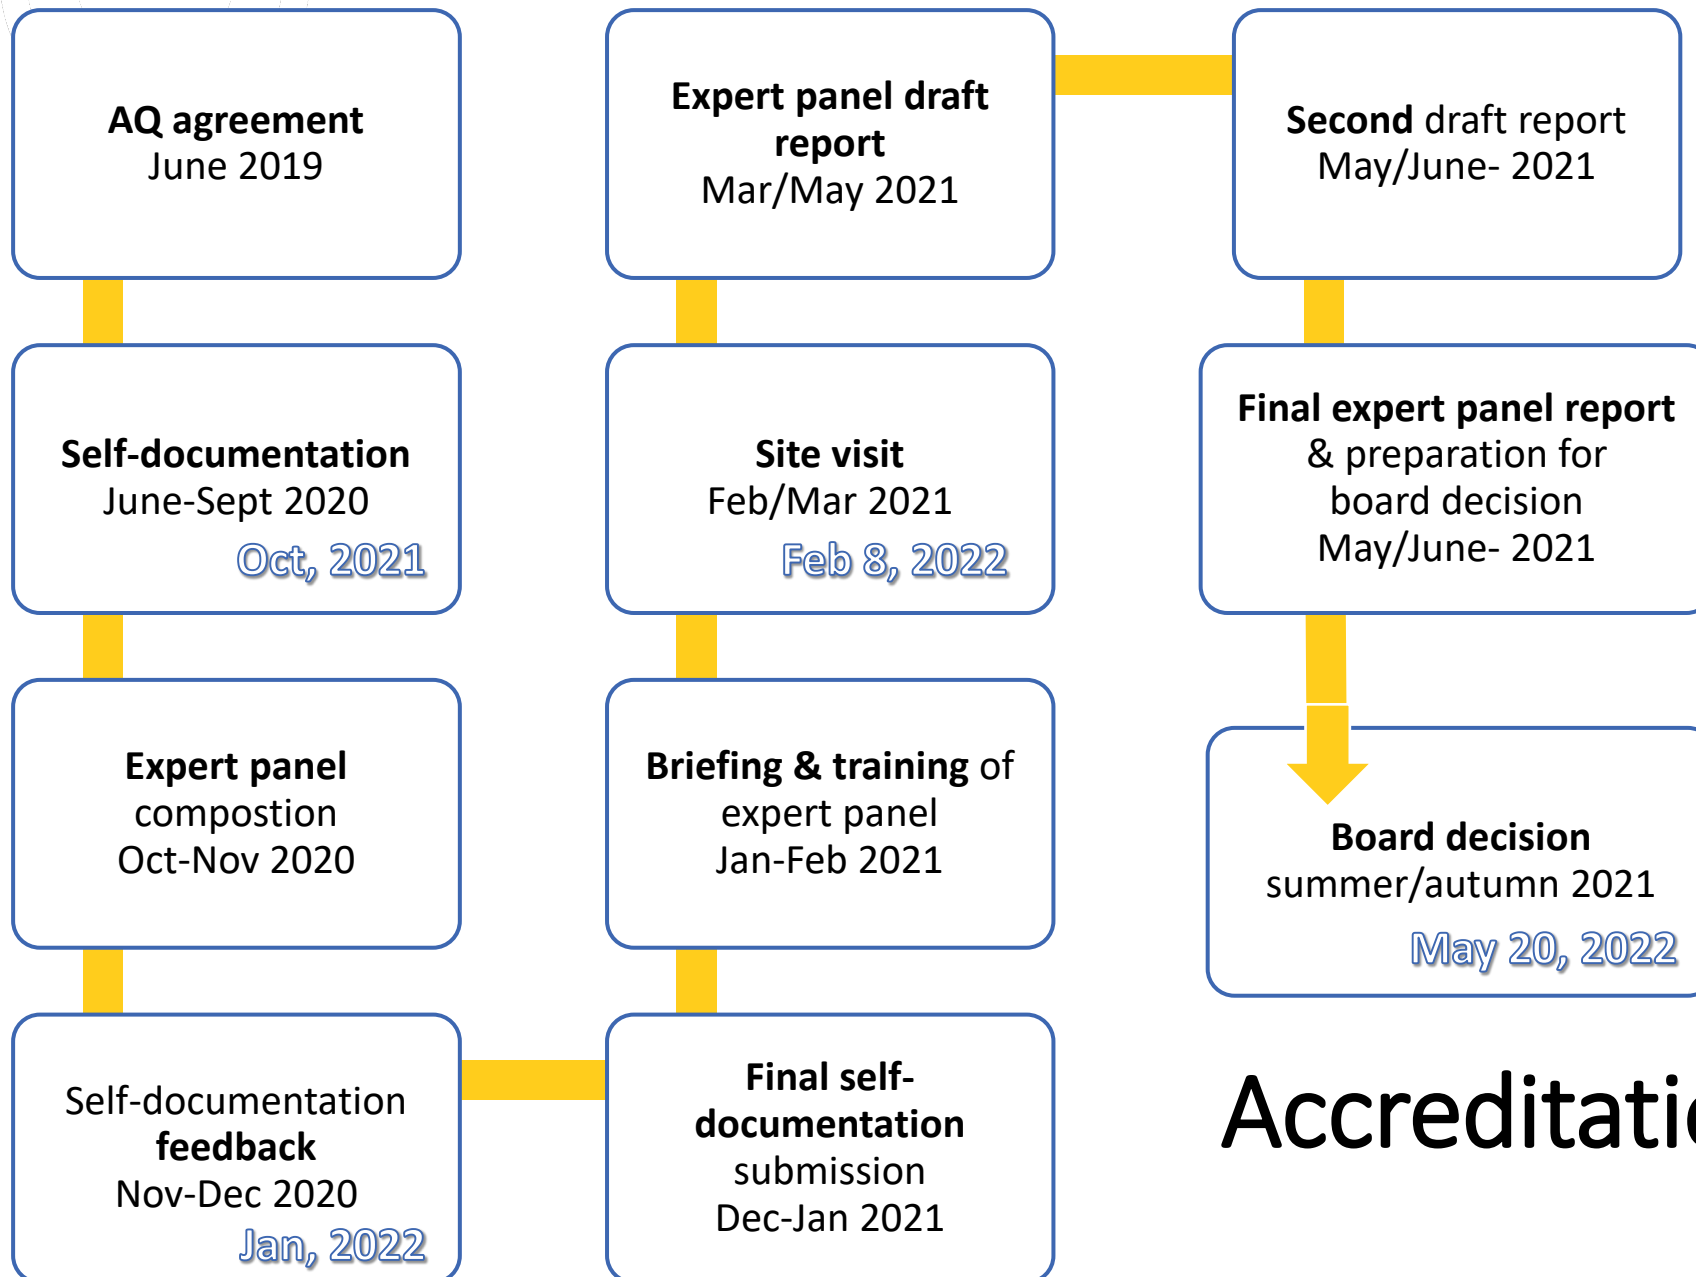 AQ agreement
June 2019
Self-documentation
June-Sept 2020
Oct, 2021
Expert panel
compostion
Oct-Nov 2020
Self-documentation
feedback
Nov-Dec 2020
Jan, 2022
Final self-
documentation
submission
Dec-Jan 2021
Briefing & training of
expert panel
Jan-Feb 2021
Site visit
Feb/Mar 2021
Feb 8, 2022
Expert panel draft
report
Mar/May 2021
Second draft report
May/June- 2021
Final expert panel report
& preparation for
board decision
May/June- 2021
Board decision
summer/autumn 2021
May 20, 2022
Accreditatio